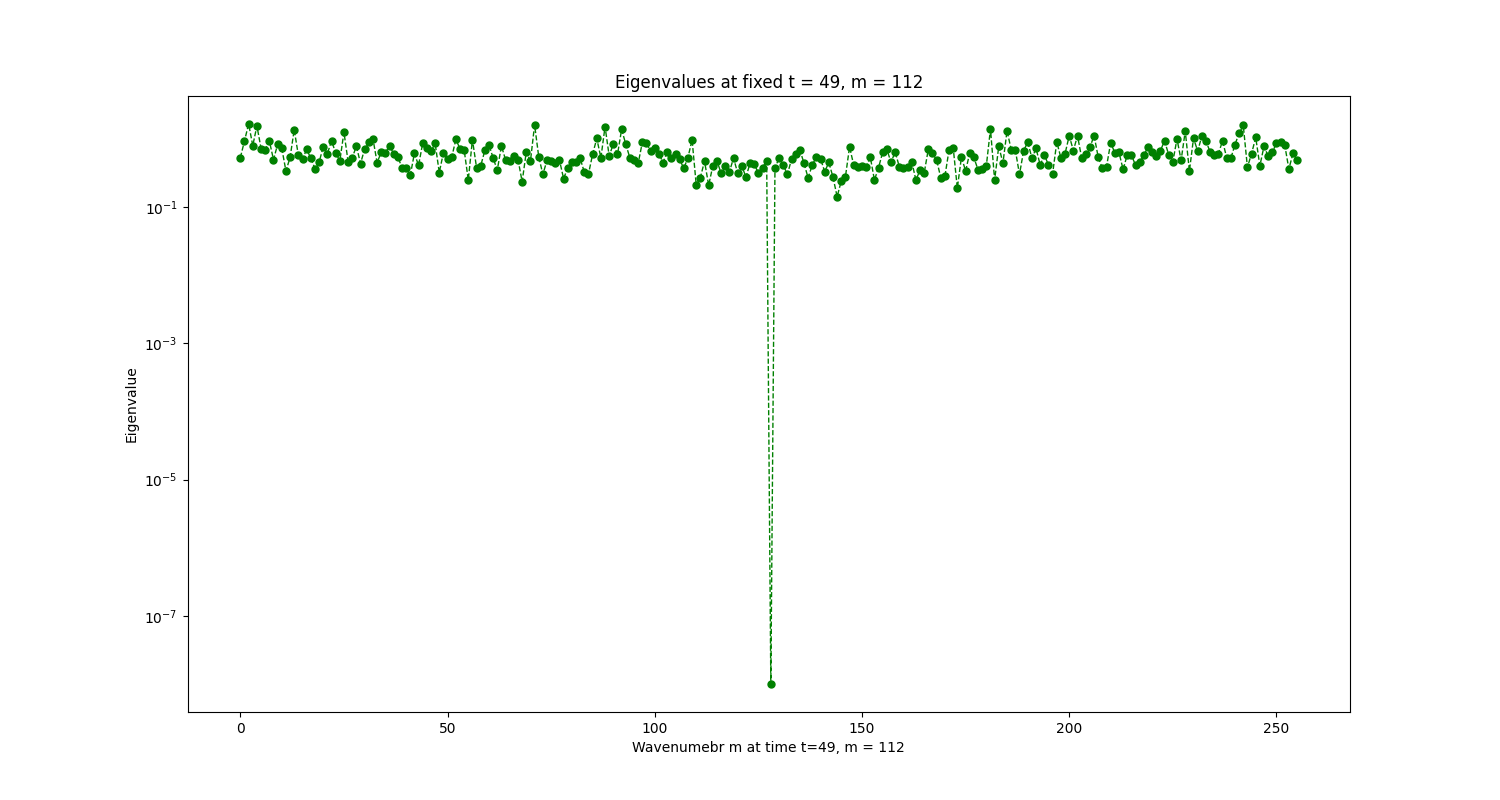 Eigenvalues at fixed t = 49, m = 112
10⁻¹
10⁻³
10⁻⁵
10⁻⁷
Eigenvalue
0 50 100 150 200 250
Wavenumebr m at time t=49, m = 112